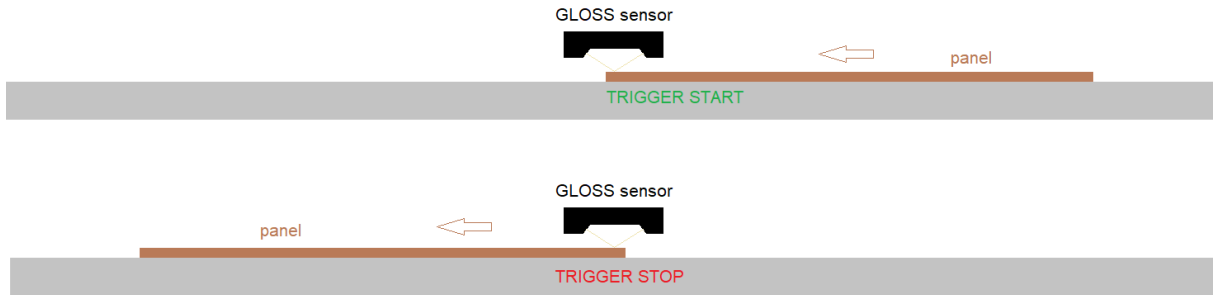 GLOSS sensor
panel
TRIGGER START
GLOSS sensor
panel
TRIGGER STOP